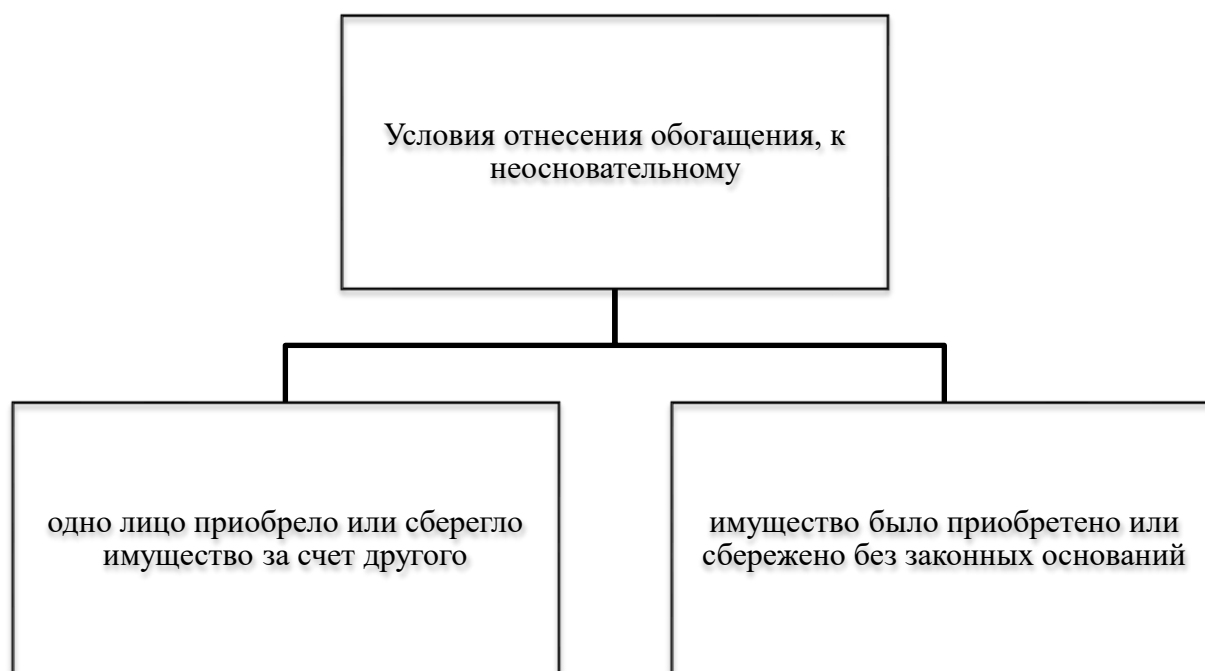 Условия отнесения обогащения, к
неосновательному
одно лицо приобрело или сберегло
имущество за счет другого
имущество было приобретено или
сбережено без законных оснований